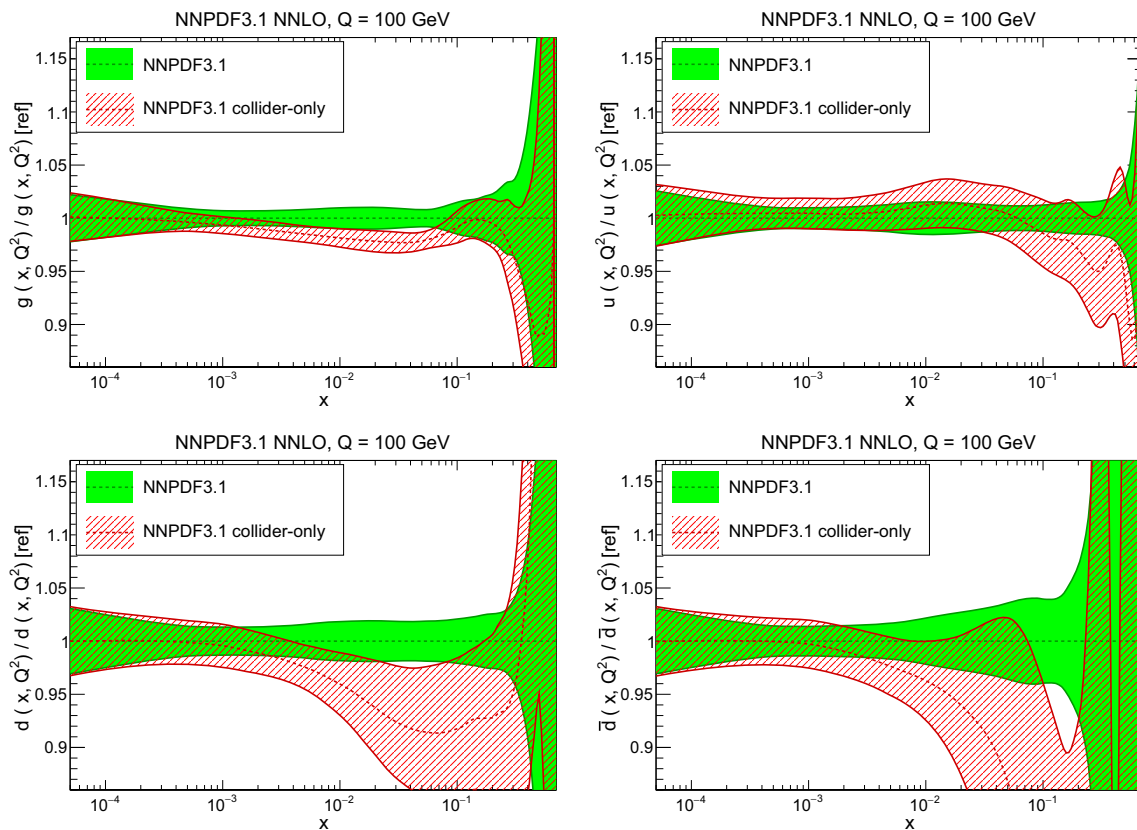 NNPDF3.1 NNLO, Q = 100 GeV
g ( x, Q²) / g ( x, Q²) [ref]
1.15
1.1
1.05
1
0.95
0.9
NNPDF3.1
NNPDF3.1 collider-only
10⁻⁴ 10⁻³ 10⁻² 10⁻¹
x
NNPDF3.1 NNLO, Q = 100 GeV
u ( x, Q²) / u ( x, Q²) [ref]
1.15
1.1
1.05
1
0.95
0.9
NNPDF3.1
NNPDF3.1 collider-only
10⁻⁴ 10⁻³ 10⁻² 10⁻¹
x
NNPDF3.1 NNLO, Q = 100 GeV
d ( x, Q²) / d ( x, Q²) [ref]
1.15
1.1
1.05
1
0.95
0.9
NNPDF3.1
NNPDF3.1 collider-only
10⁻⁴ 10⁻³ 10⁻² 10⁻¹
x
NNPDF3.1 NNLO, Q = 100 GeV
d̅ ( x, Q²) / d̅ ( x, Q²) [ref]
1.15
1.1
1.05
1
0.95
0.9
NNPDF3.1
NNPDF3.1 collider-only
10⁻⁴ 10⁻³ 10⁻² 10⁻¹
x